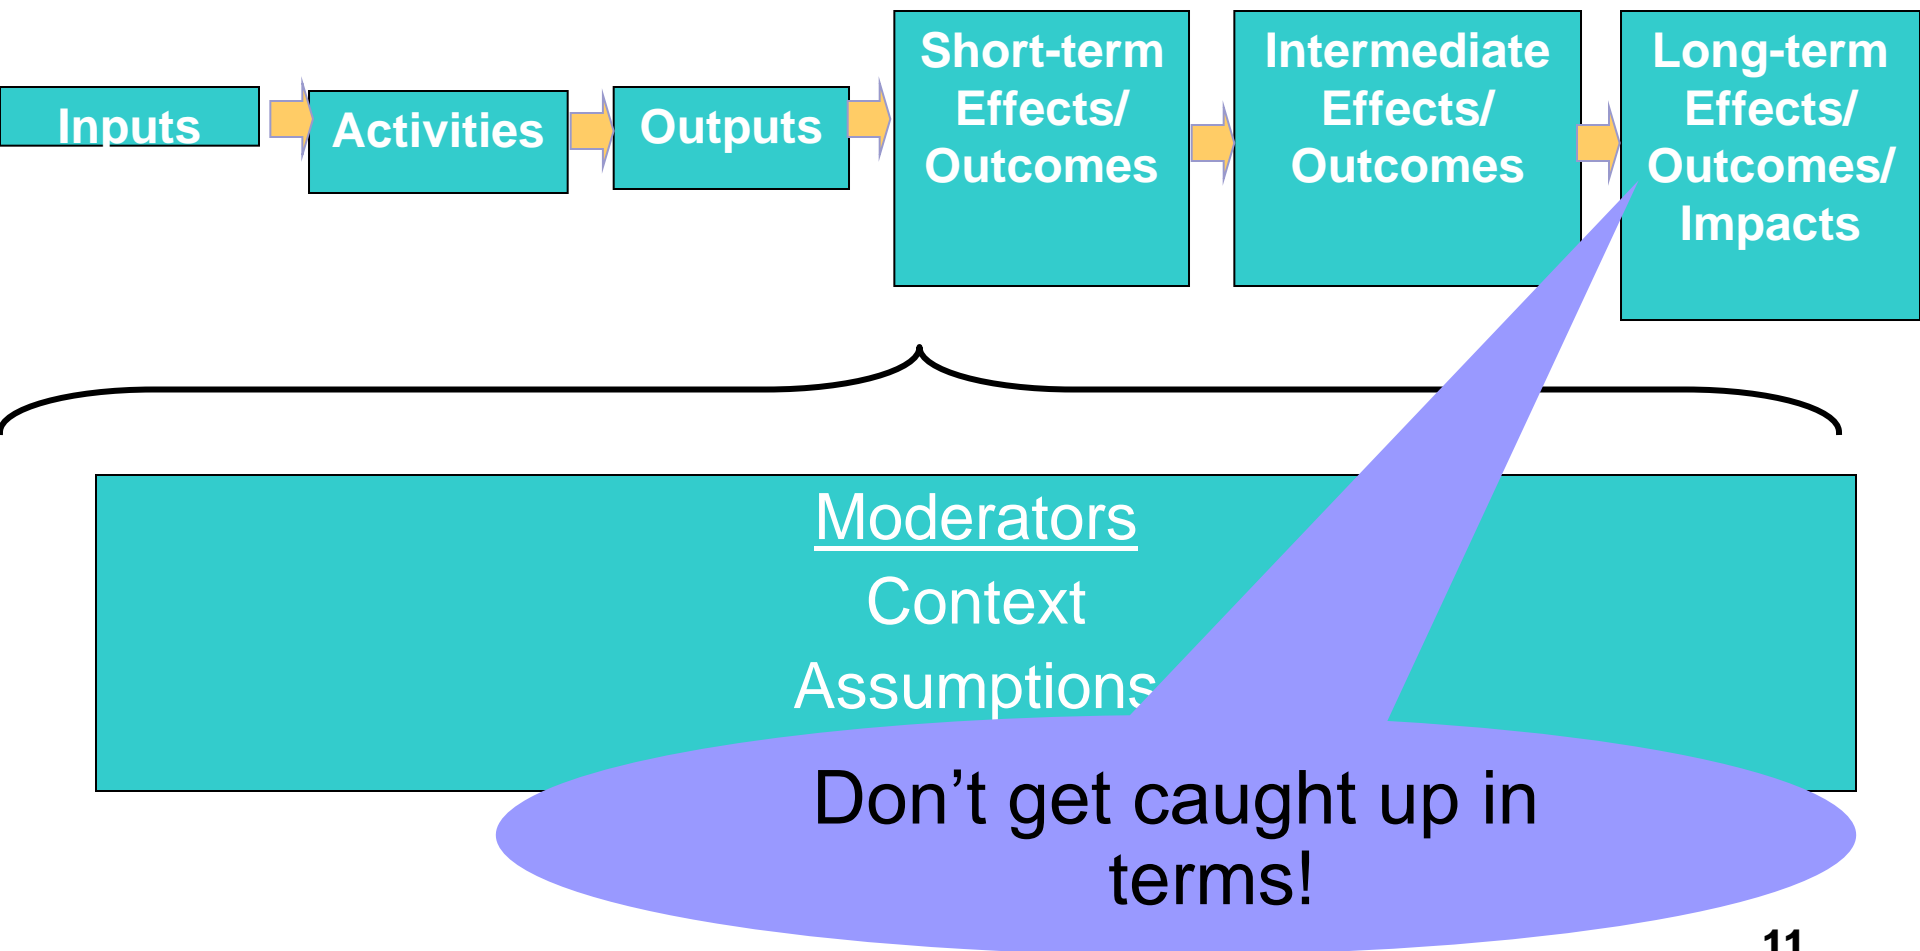 Inputs
Activities
Outputs
Short-term
Effects/
Outcomes
Intermediate
Effects/
Outcomes
Long-term
Effects/
Outcomes/
Impacts
Moderators
Context
Assumptions
Don’t get caught up in
terms!
11